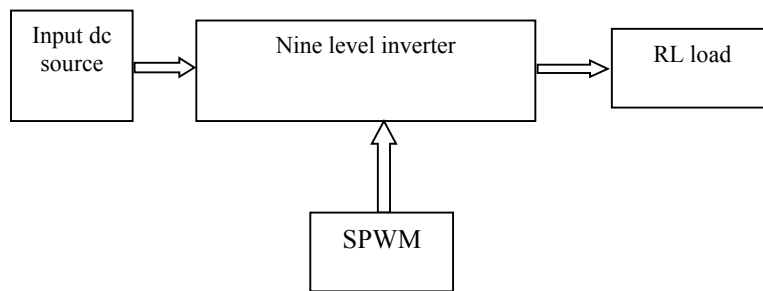 Input dc
source
Nine level inverter
RL load
SPWM